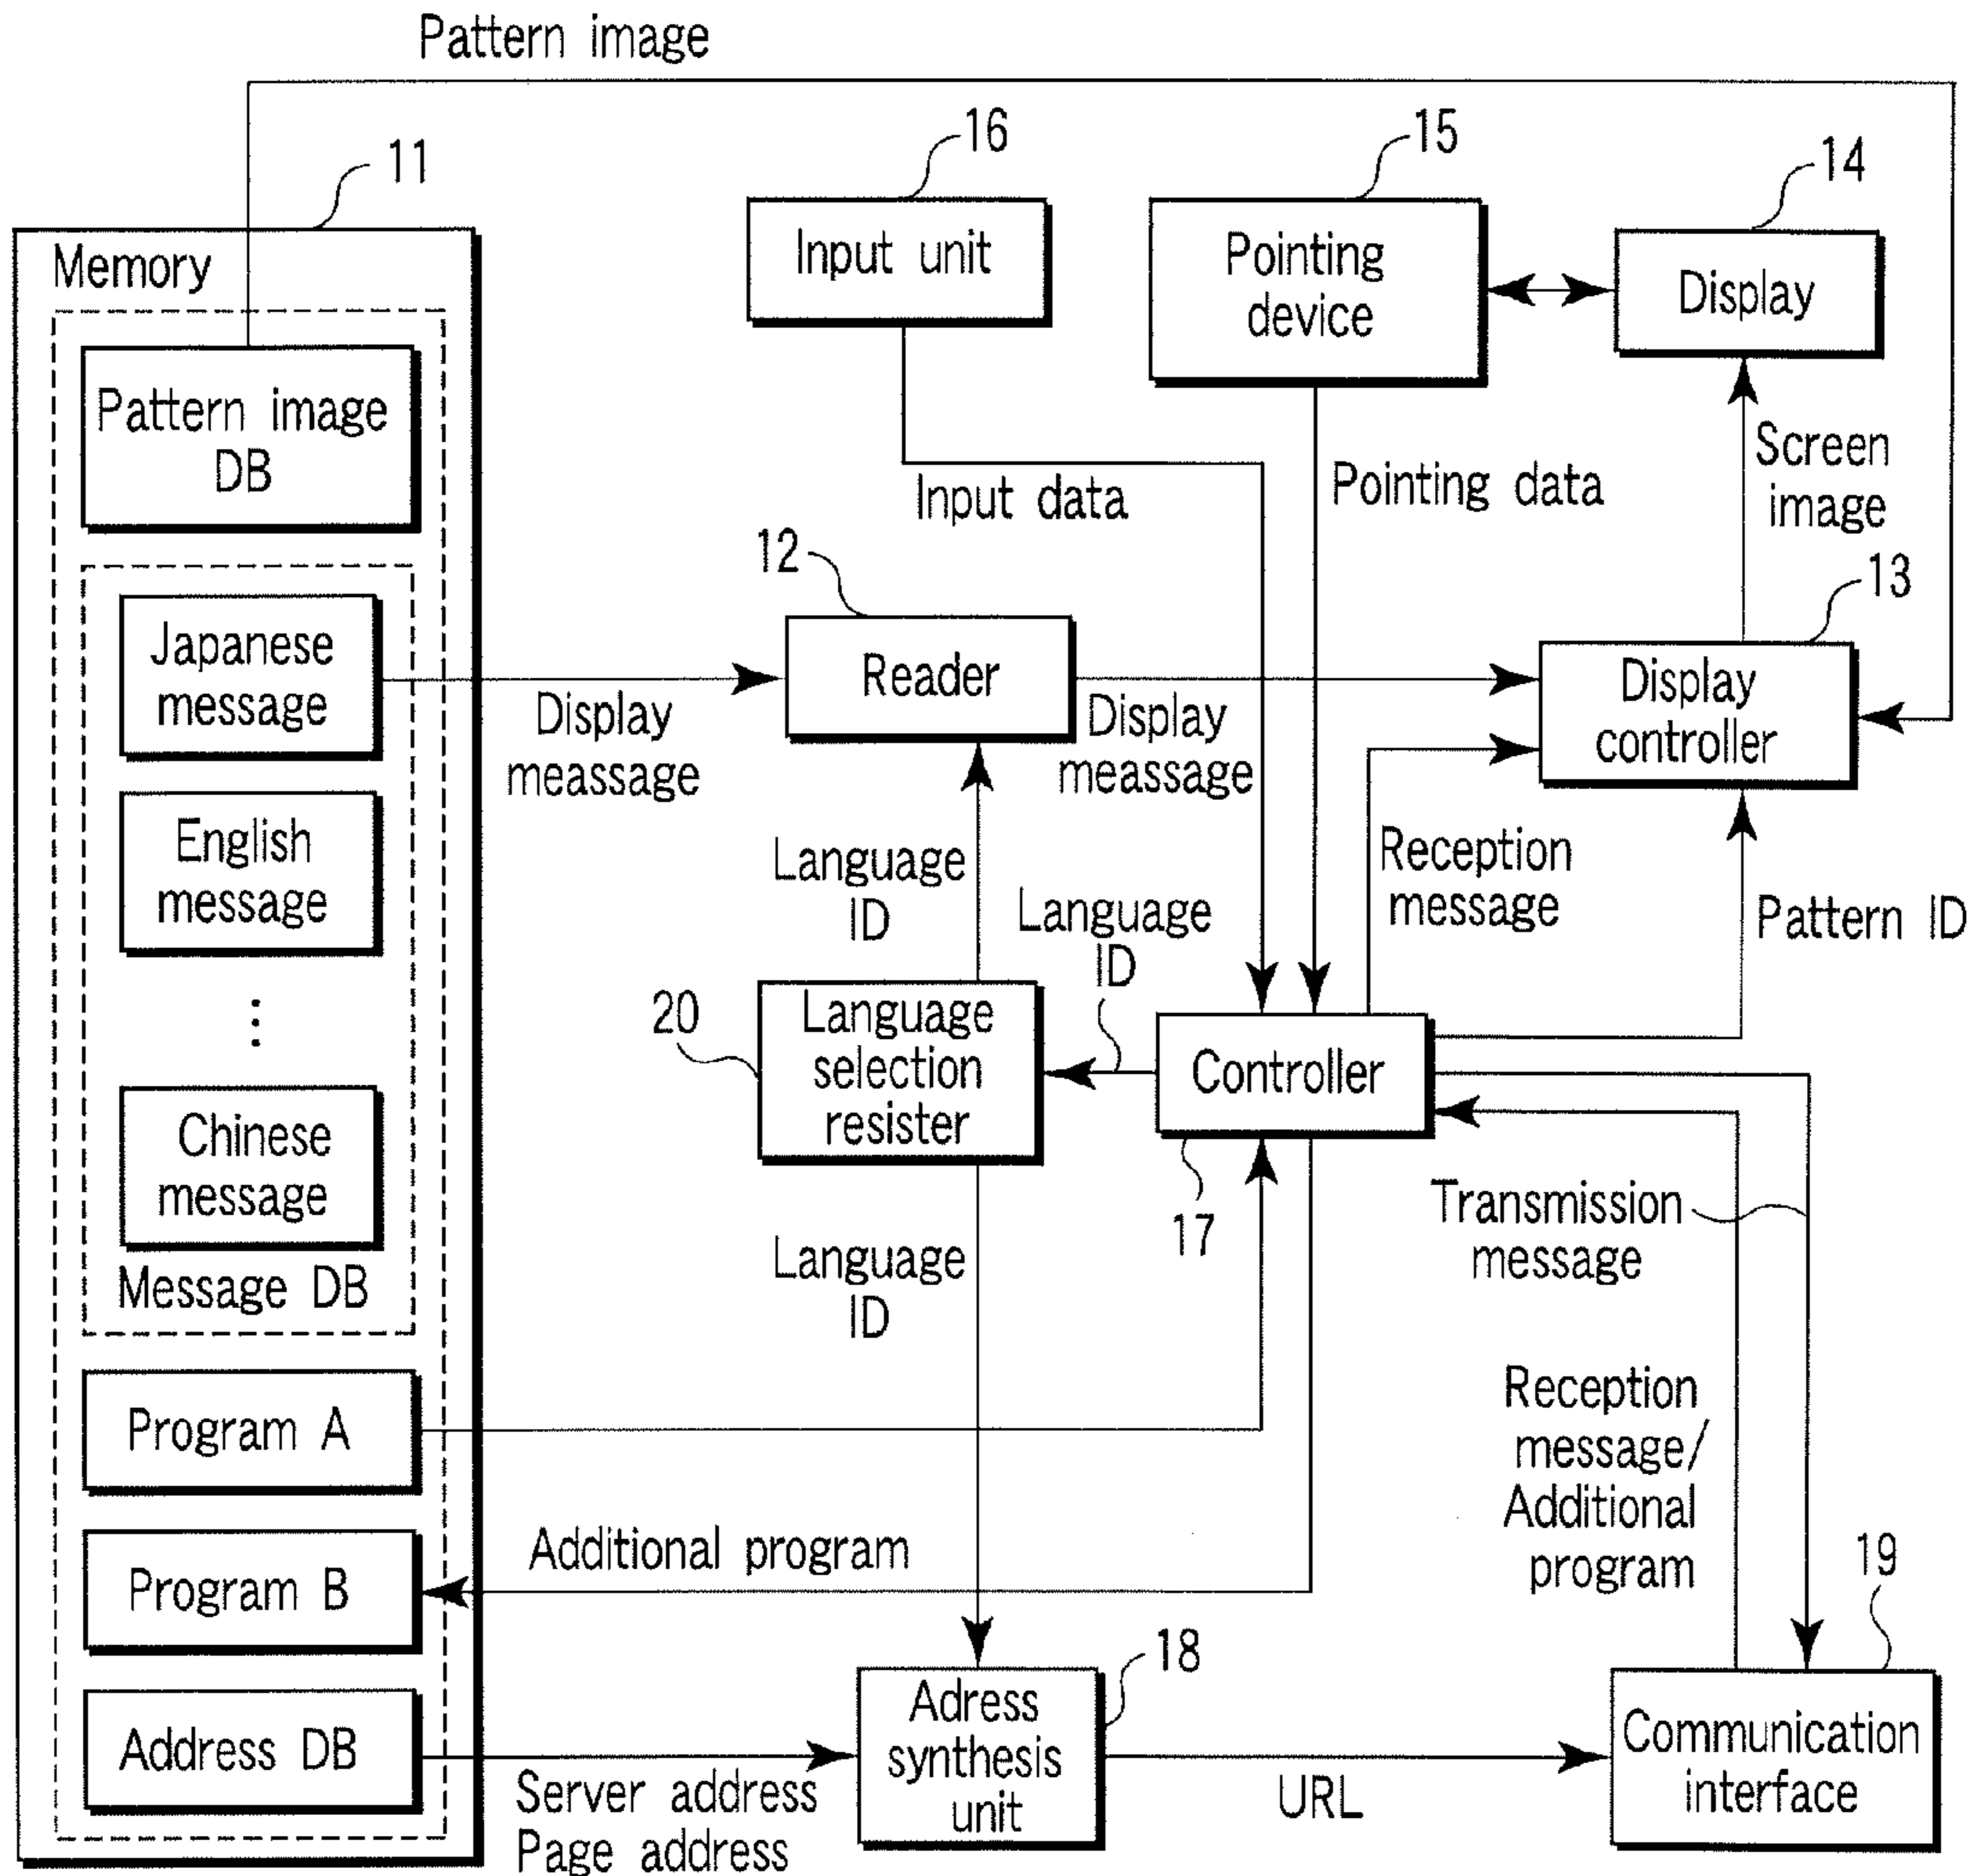 Pattern image
11
16
15
14
Memory
Input unit
Pointing
device
Display
Pattern image
DB
Input data
Pointing data
Screen
image
12
13
Japanese
message
Reader
Display
controller
Display
meassage
Display
meassage
English
message
Language
ID
Language
ID
Reception
message
Pattern ID
⋮
20
Language
selection
resister
Controller
17
Chinese
message
Message DB
Language
ID
Transmission
message
Program A
Reception
message/
Additional
program
Program B
Additional program
18
19
Address DB
Server address
Page address
Adress
synthesis
unit
URL
Communication
interface